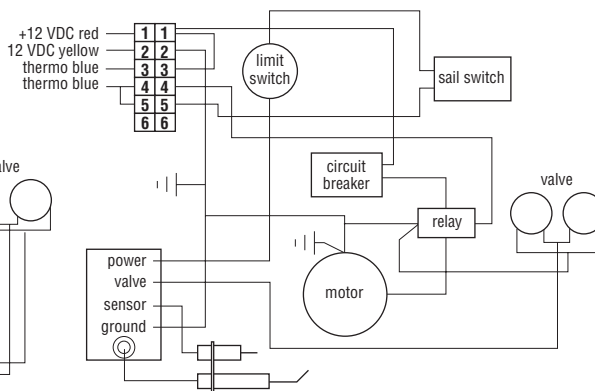 +12 VDC red
12 VDC yellow
thermo blue
thermo blue
1 1
2 2
3 3
4 4
5 5
6 6
limit
switch
sail switch
circuit
breaker
relay
valve
motor
power
valve
sensor
ground